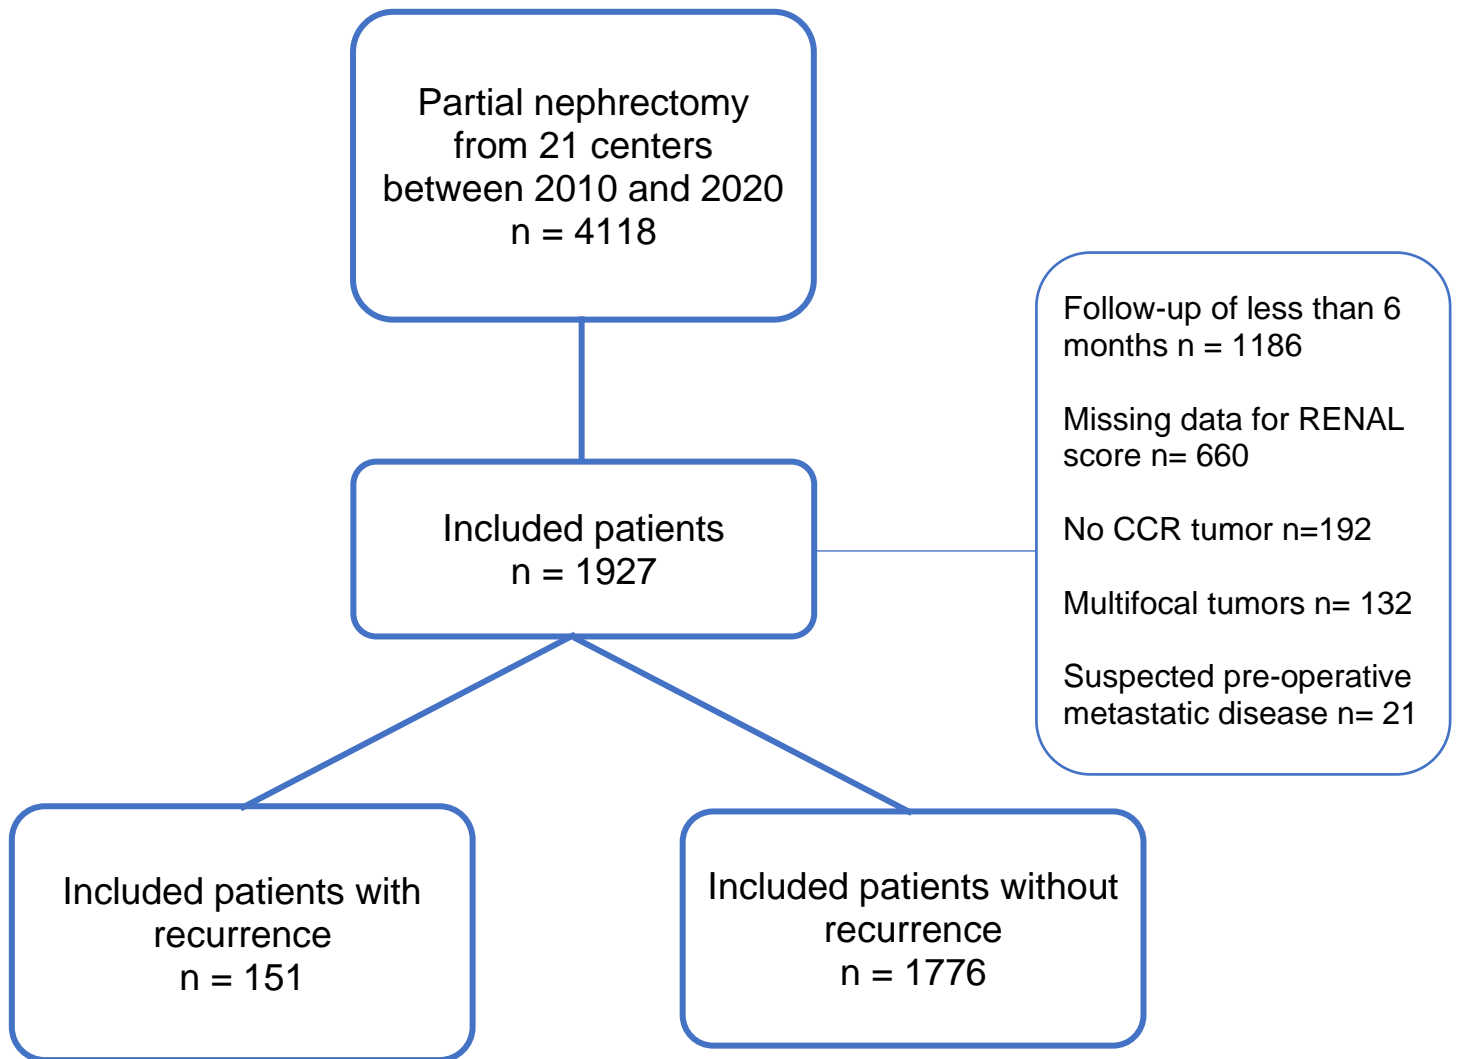 Partial nephrectomy
from 21 centers
between 2010 and 2020
n = 4118
Follow-up of less than 6
months n = 1186
Missing data for RENAL
score n= 660
No CCR tumor n=192
Multifocal tumors n= 132
Suspected pre-operative
metastatic disease n= 21
Included patients
n = 1927
Included patients with
recurrence
n = 151
Included patients without
recurrence
n = 1776